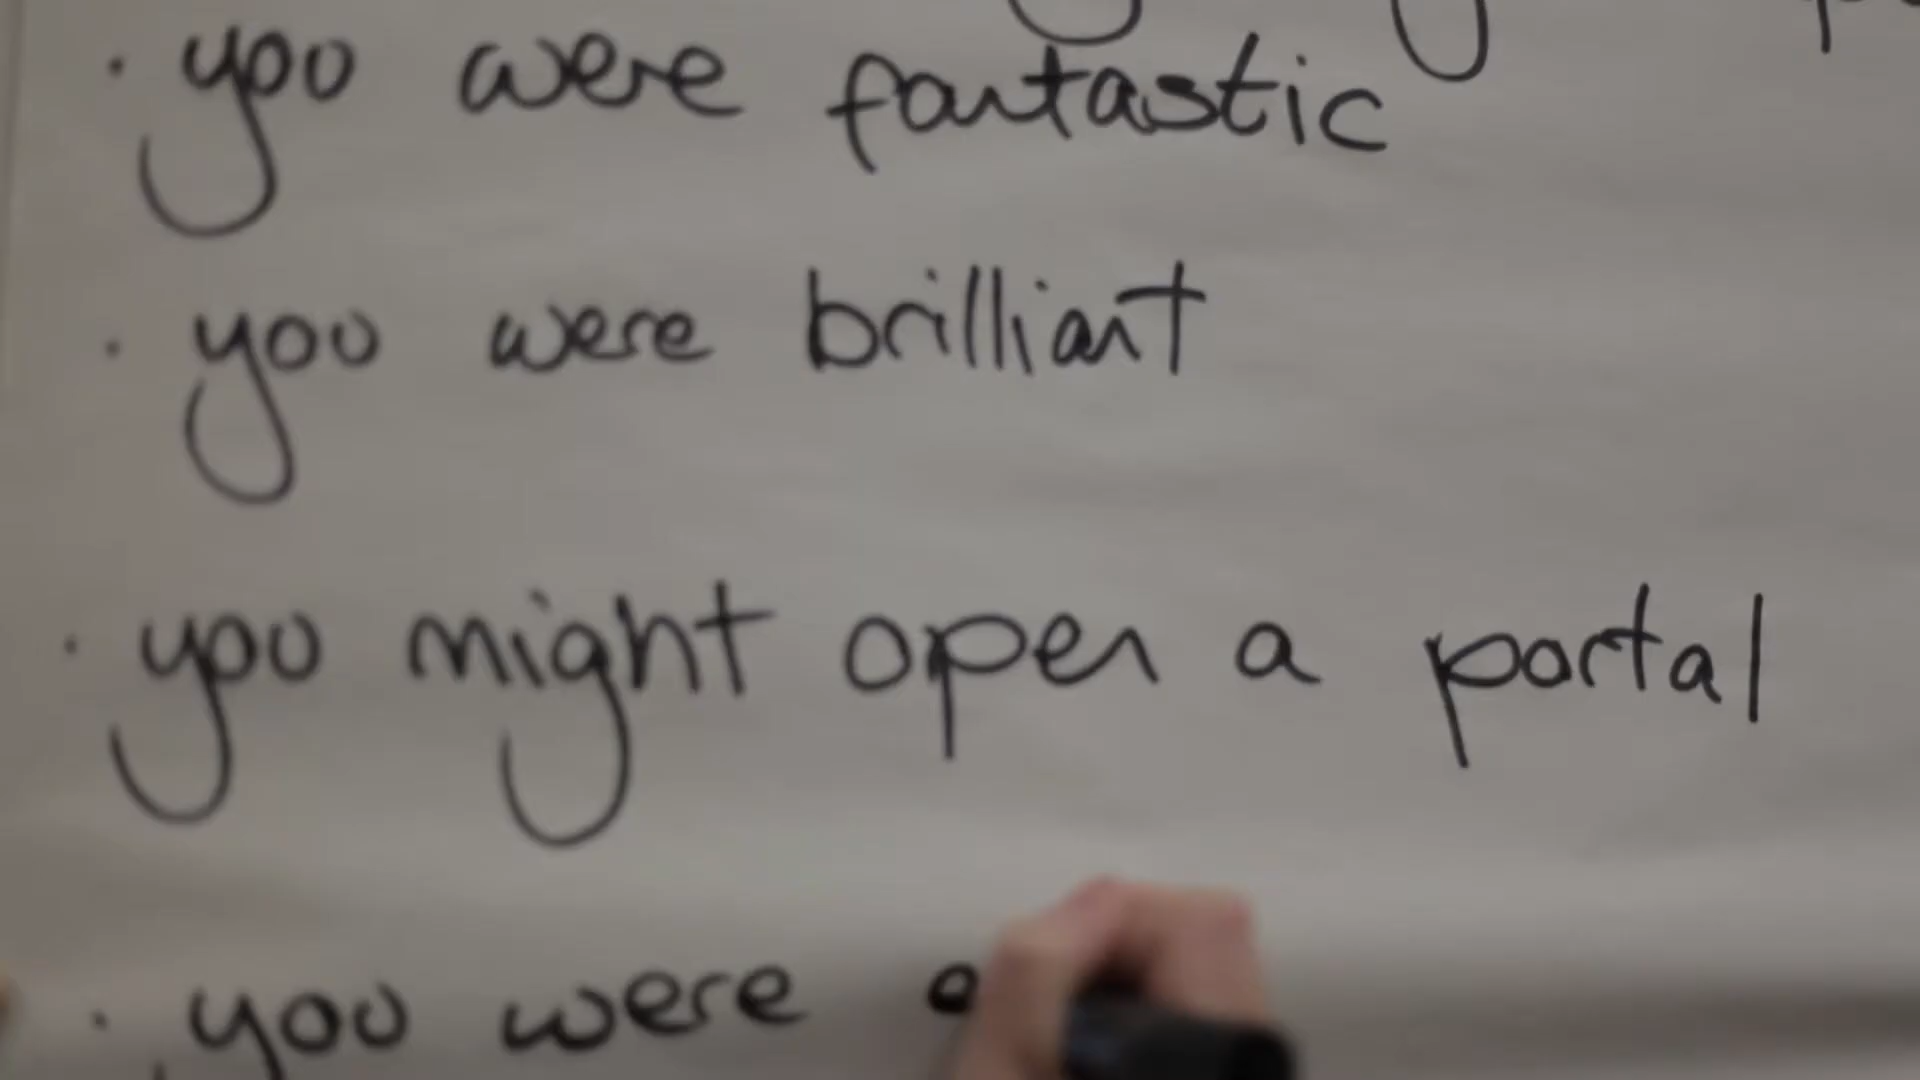 · you were fantastic
· you were brilliant
· you might open a portal
· you were